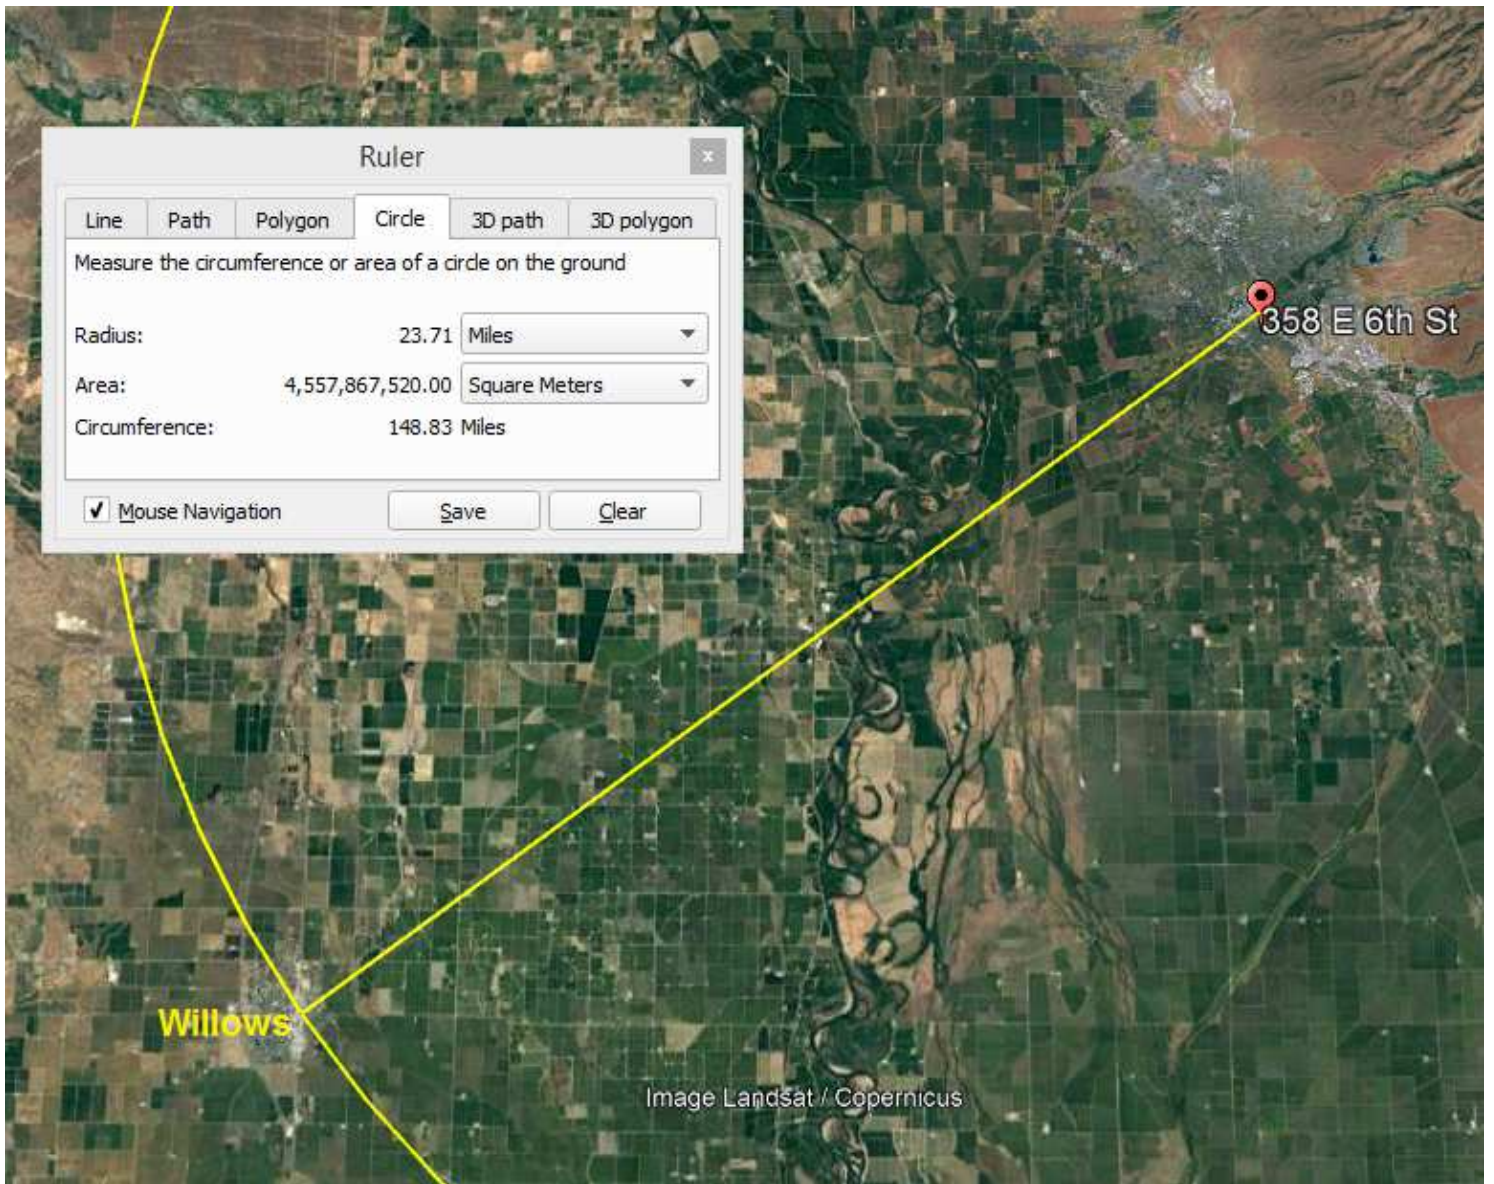 Ruler
x
Line Path Polygon Circle 3D path 3D polygon
Measure the circumference or area of a circle on the ground
Radius: 23.71 Miles
Area: 4,557,867,520.00 Square Meters
Circumference: 148.83 Miles
Mouse Navigation Save Clear
358 E 6th St
Willows
Image Landsat / Copernicus